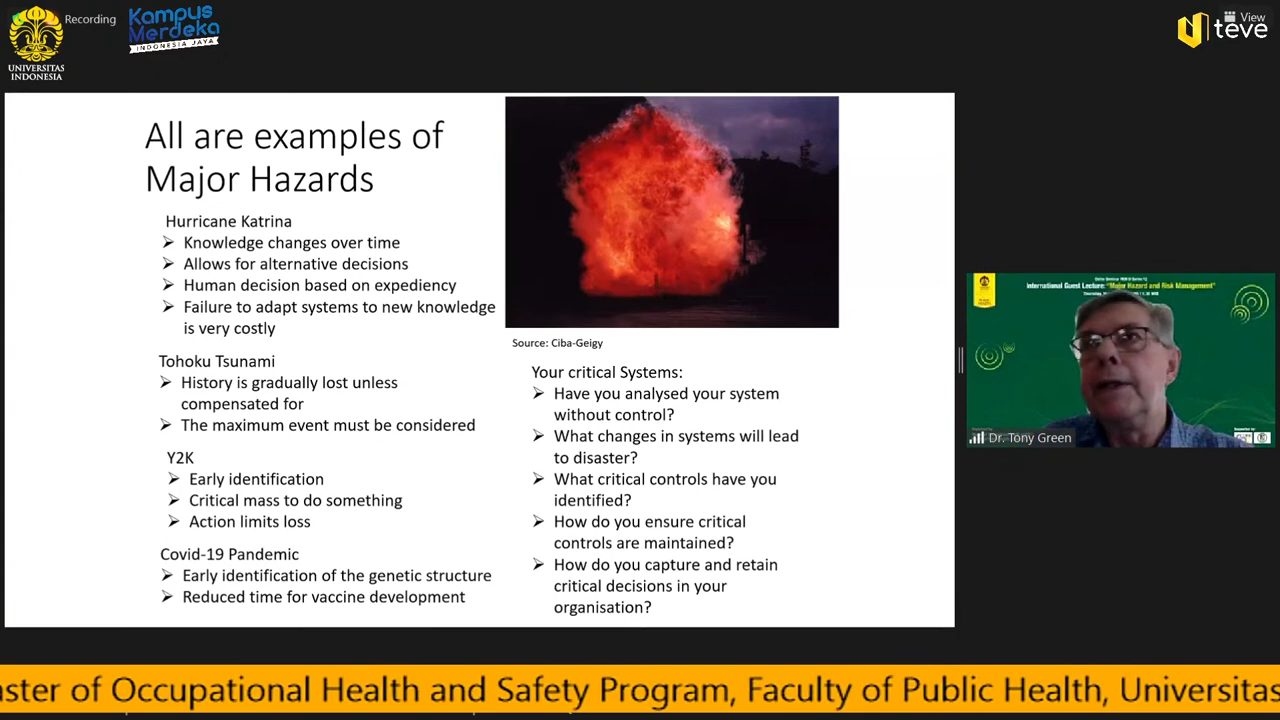 Recording
UNIVERSITAS
INDONESIA
Kampus
Merdeka
INDONESIA JAYA
View
teve
All are examples of
Major Hazards
Hurricane Katrina
➢ Knowledge changes over time
➢ Allows for alternative decisions
➢ Human decision based on expediency
➢ Failure to adapt systems to new knowledge
is very costly
Tohoku Tsunami
➢ History is gradually lost unless
compensated for
➢ The maximum event must be considered
Y2K
➢ Early identification
➢ Critical mass to do something
➢ Action limits loss
Covid-19 Pandemic
➢ Early identification of the genetic structure
➢ Reduced time for vaccine development
Source: Ciba-Geigy
Your critical Systems:
➢ Have you analysed your system
without control?
➢ What changes in systems will lead
to disaster?
➢ What critical controls have you
identified?
➢ How do you ensure critical
controls are maintained?
➢ How do you capture and retain
critical decisions in your
organisation?
International Guest Lecture: "Major Hazard and Risk Management"
Dr. Tony Green
aster of Occupational Health and Safety Program, Faculty of Public Health, Universitas